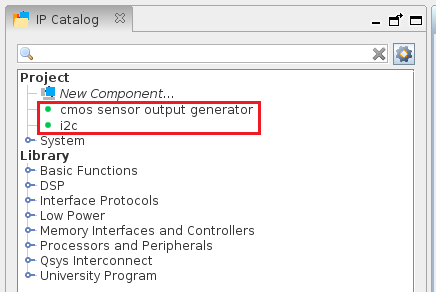 IP Catalog
Project
New Component...
cmos sensor output generator
i2c
System
Library
Basic Functions
DSP
Interface Protocols
Low Power
Memory Interfaces and Controllers
Processors and Peripherals
Qsys Interconnect
University Program